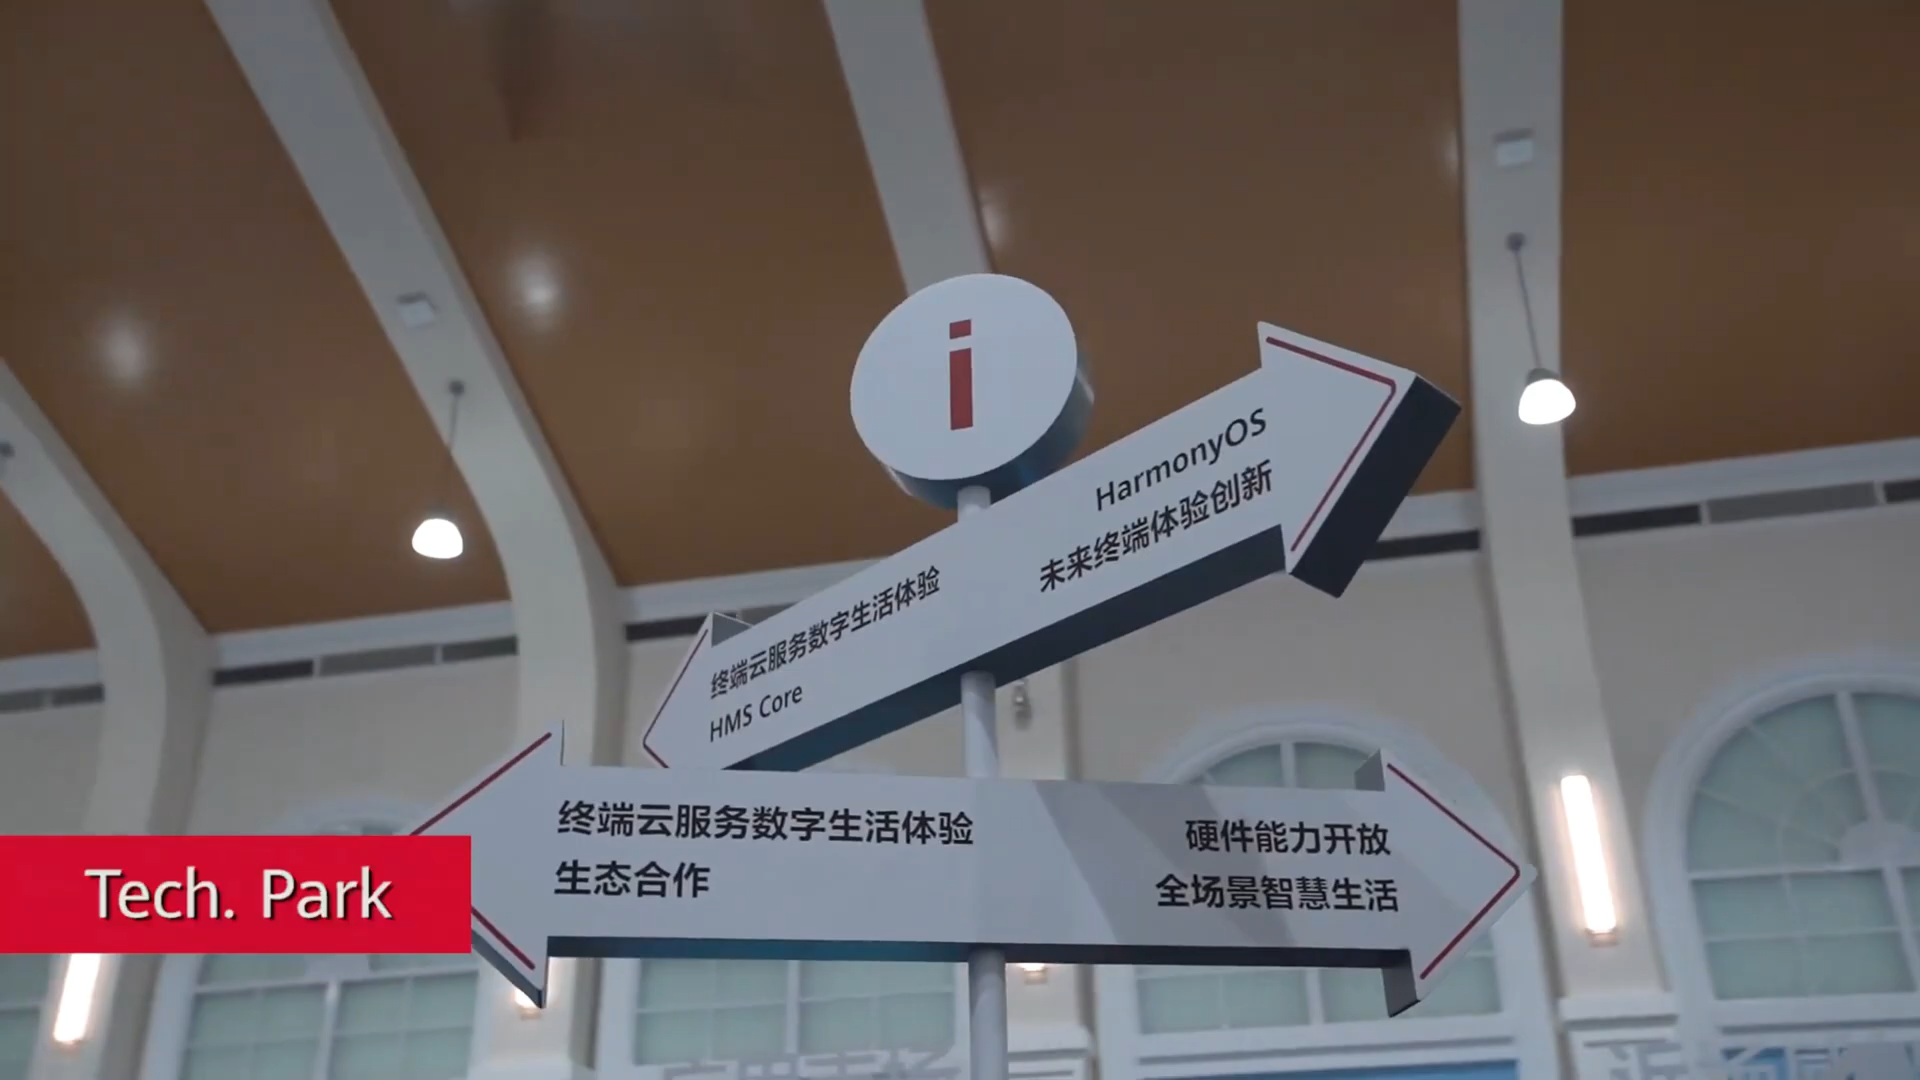 i
HarmonyOS
未来终端体验创新
终端云服务数字生活体验
HMS Core
终端云服务数字生活体验
生态合作
硬件能力开放
全场景智慧生活
Tech. Park